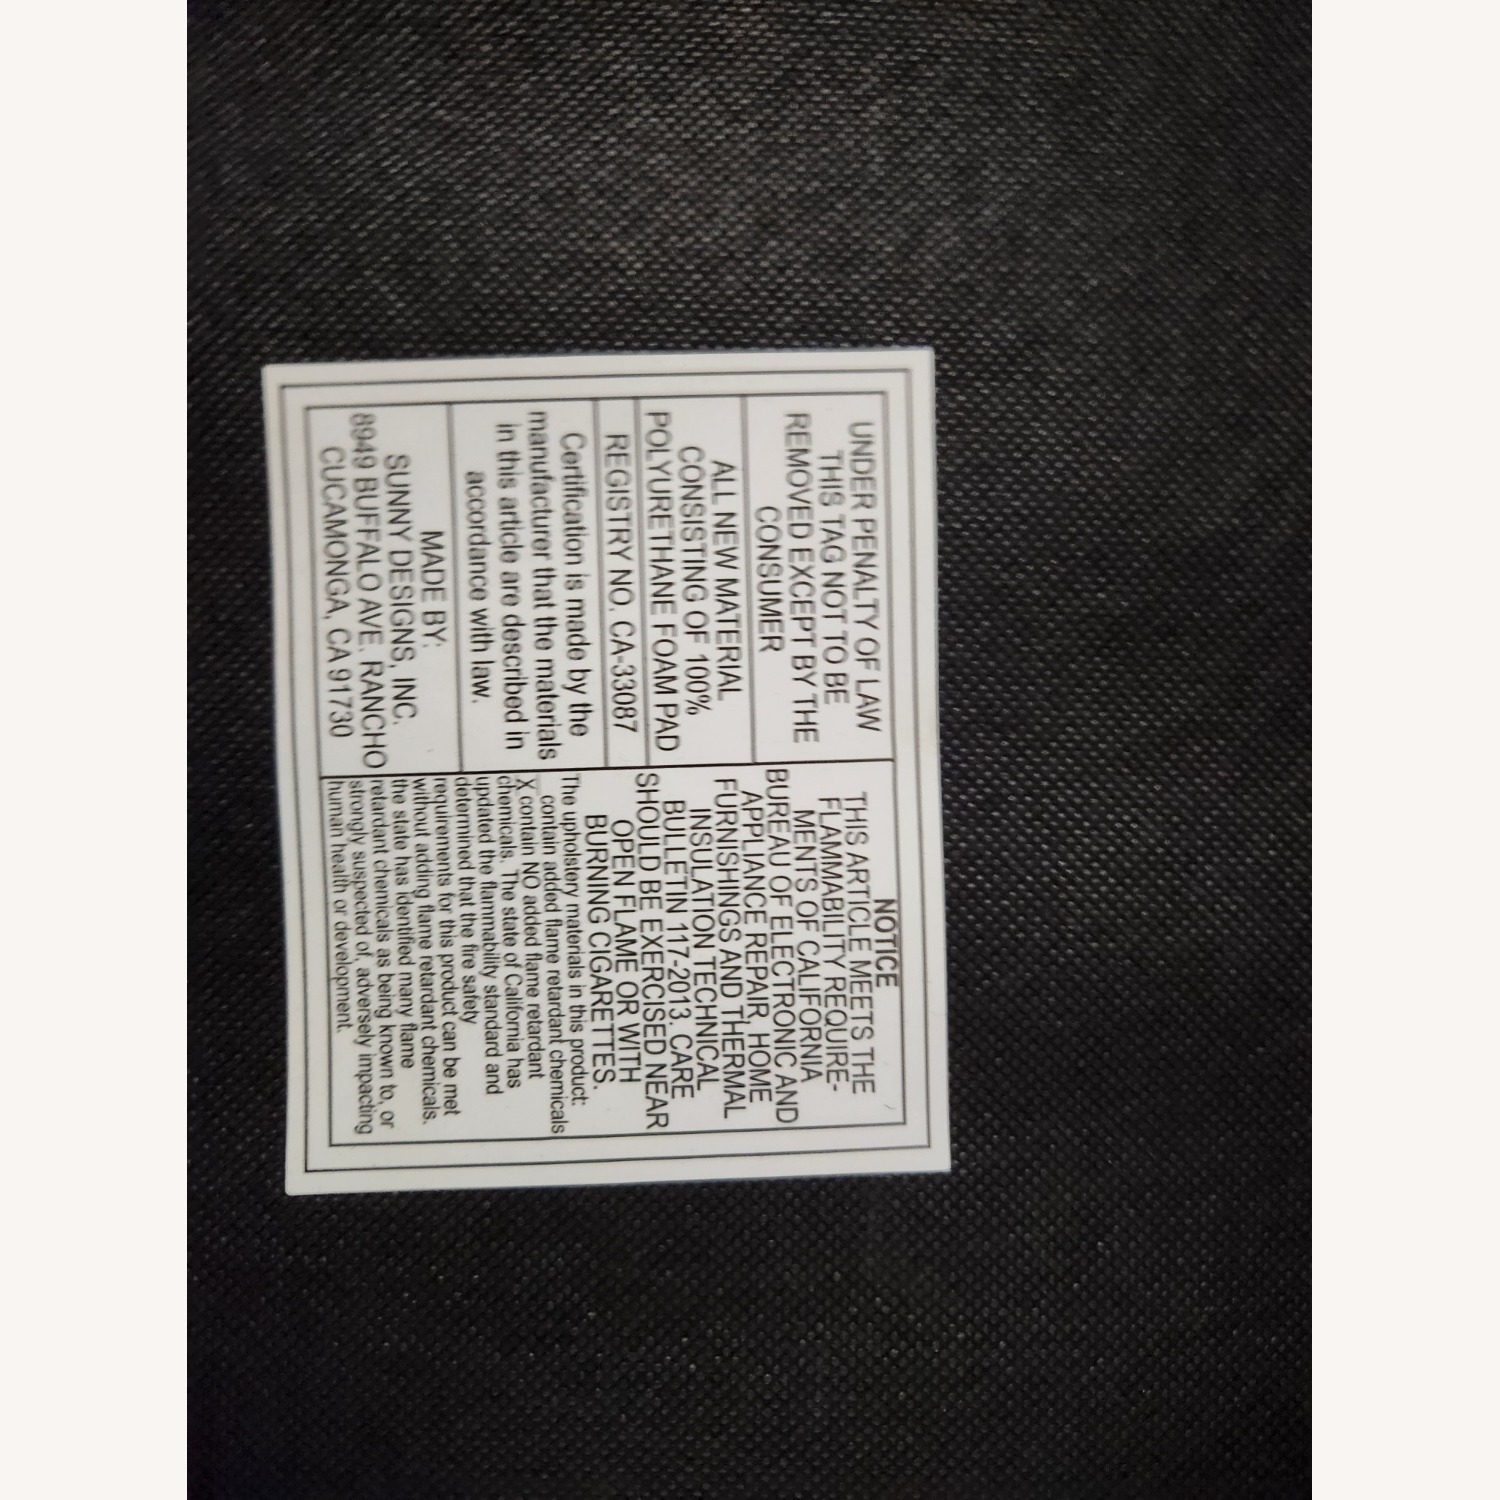 UNDER PENALTY OF LAW
THIS TAG NOT TO BE
REMOVED EXCEPT BY THE
CONSUMER
ALL NEW MATERIAL
CONSISTING OF 100%
POLYURETHANE FOAM PAD
REGISTRY NO. CA-33087
Certification is made by the
manufacturer that the materials
in this article are described in
accordance with law.
MADE BY:
SUNNY DESIGNS, INC.
8949 BUFFALO AVE. RANCHO
CUCAMONGA, CA 91730
NOTICE
THIS ARTICLE MEETS THE
FLAMMABILITY REQUIRE-
MENTS OF CALIFORNIA
BUREAU OF ELECTRONIC AND
APPLIANCE REPAIR, HOME
FURNISHINGS AND THERMAL
INSULATION TECHNICAL
BULLETIN 117-2013. CARE
SHOULD BE EXERCISED NEAR
OPEN FLAME OR WITH
BURNING CIGARETTES.
The upholstery materials in this product:
_ contain added flame retardant chemicals
X contain NO added flame retardant
chemicals. The state of California has
updated the flammability standard and
determined that the fire safety
requirements for this product can be met
without adding flame retardant chemicals.
the state has identified many flame
retardant chemicals as being known to, or
strongly suspected of, adversely impacting
human health or development.